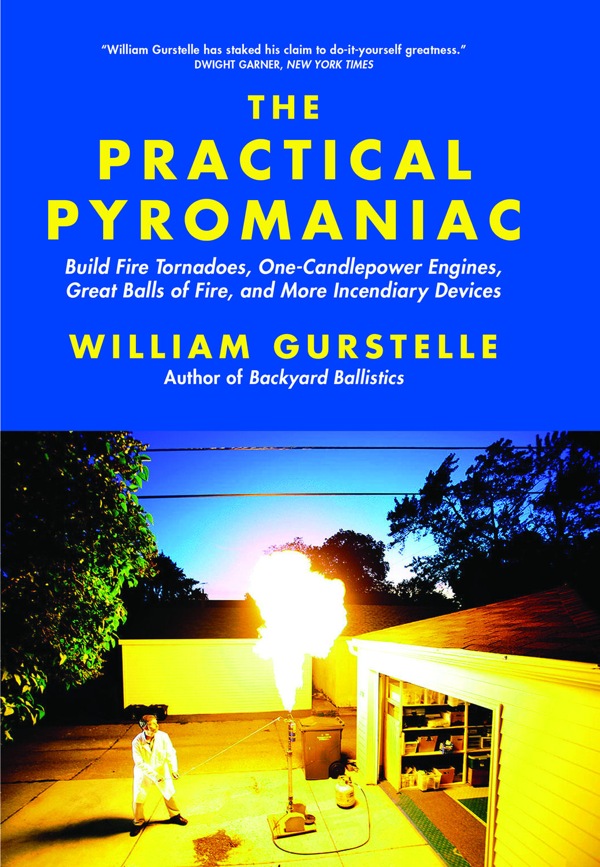 “William Gurstelle has staked his claim to do-it-yourself greatness.”
DWIGHT GARNER, NEW YORK TIMES
THE
PRACTICAL
PYROMANIAC
Build Fire Tornadoes, One-Candlepower Engines,
Great Balls of Fire, and More Incendiary Devices
WILLIAM GURSTELLE
Author of Backyard Ballistics